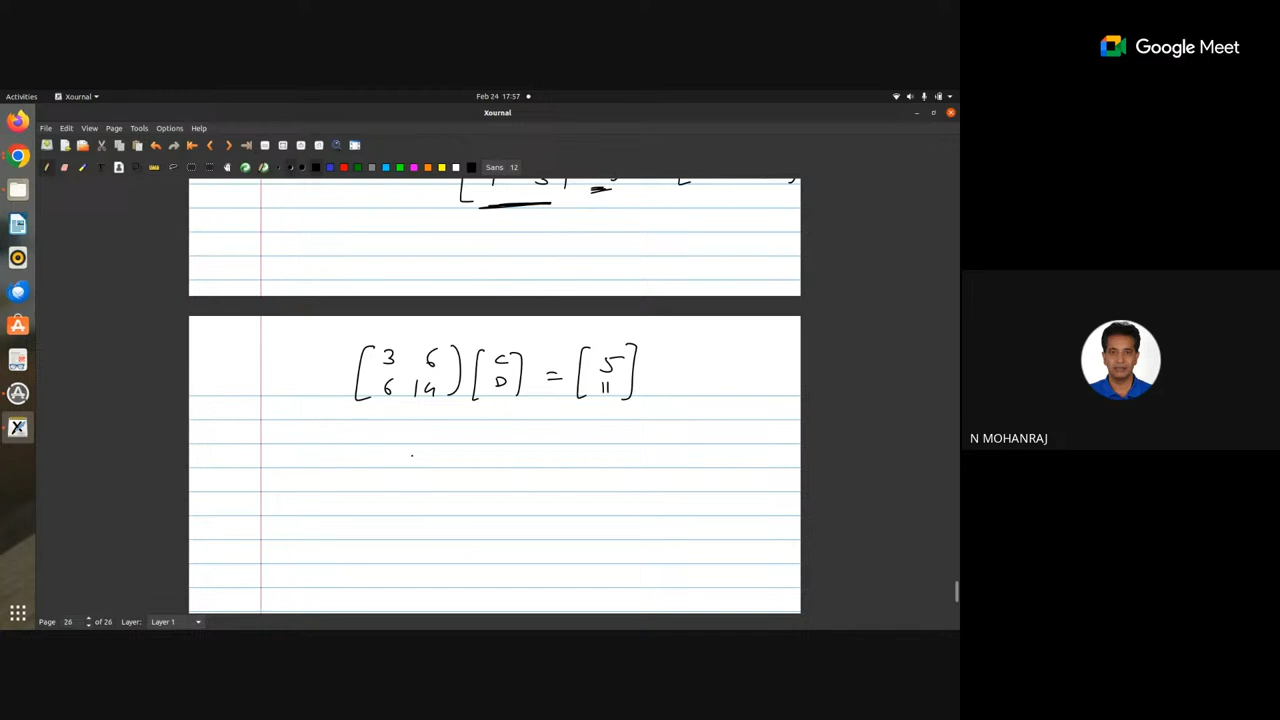 Google Meet
Activities Xournal Feb 24 17:57
Xournal
File Edit View Page Tools Options Help
Sans 12
[ 3 6 ] [ C ] = [ 5 ]
[ 6 14 ] [ D ] [ 11 ]
N MOHANRAJ
Page 26 of 26 Layer: Layer 1